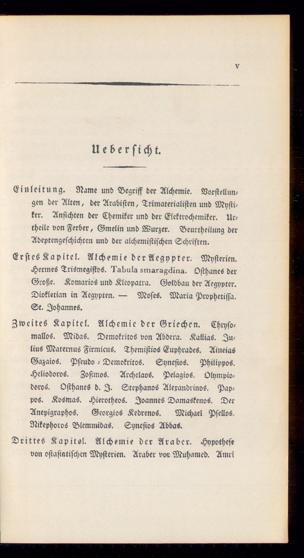 V
Uebersicht.
Einleitung. Name und Begriff der Alchemie. Vorstellun-
gen der Alten, der Arabisten, Trimaterialisten und Mysti-
ker. Ansichten der Chemiker und der Elektrochemiker. Ur-
theile von Ferber, Gmelin und Wurzer. Beurtheilung der
Adeptengeschichten und der alchemistischen Schriften.
Erstes Kapitel. Alchemie der Aegypter. Mysterien.
Hermes Trismegistos. Tabula smaragdina. Osthanes der
Große. Komarios und Kleopatra. Goldbau der Aegypter.
Diokletian in Aegypten. — Moses. Maria Prophetissa.
St. Johannes.
Zweites Kapitel. Alchemie der Griechen. Chryso-
mallos. Midas. Demokritos von Abdera. Kallias. Ju-
lius Maternus Firmicus. Themistios Euphrades. Aineias
Gazaios. Pseudo-Demokritos. Synesios. Philippos.
Heliodoros. Zosimos. Archelaos. Pelagios. Olympio-
doros. Osthanes d. J. Stephanos Alexandrinos. Pap-
pos. Kosmas. Hierotheos. Joannes Damaskenos. Der
Antepigraphos. Georgios Kedrenos. Michael Psellos.
Nikephoros Blemmidas. Synesios Abbas.
Drittes Kapitel. Alchemie der Araber. Hypothese
von ostasiatischen Mysterien. Araber vor Muhamed. Amri